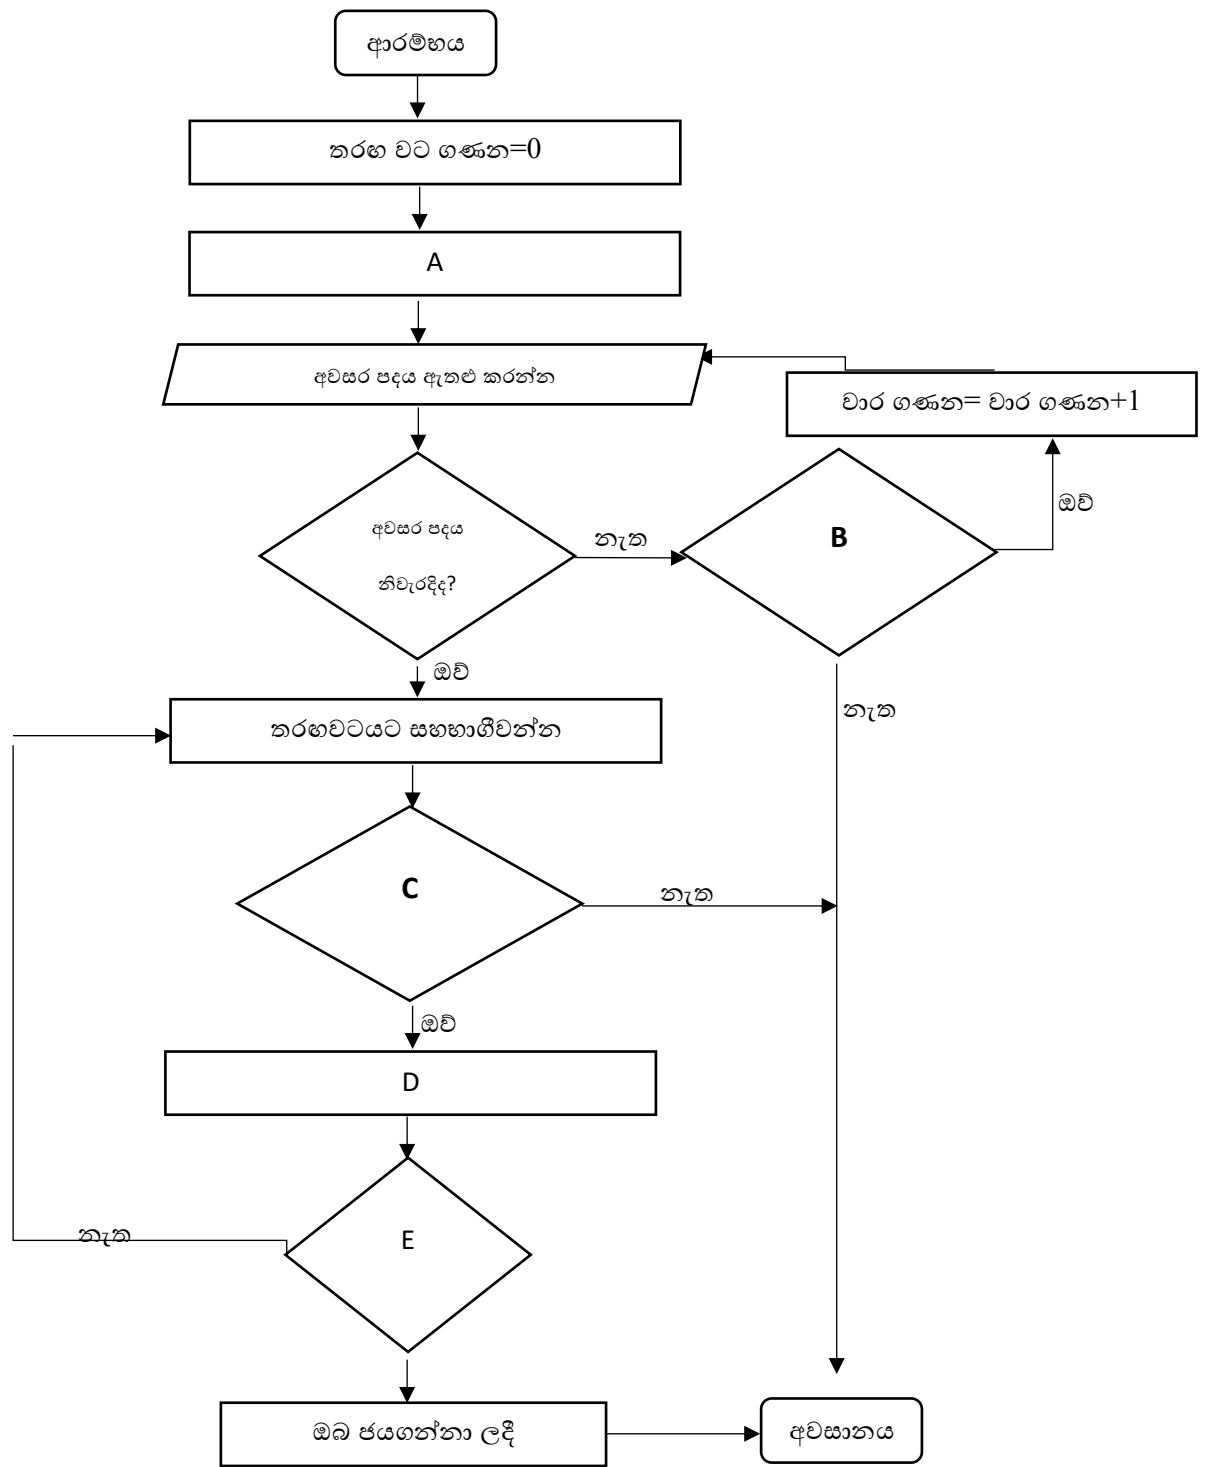 ආරම්භය
තරඟ වට ගණන=0
A
අවසර පදය ඇතළු කරන්න
වාර ගණන= වාර ගණන+1
අවසර පදය
නිවැරදිද?
නැත
B
ඔව්
ඔව්
නැත
තරඟවටයට සහභාගීවන්න
C
නැත
ඔව්
D
E
නැත
ඔබ ජයගන්නා ලදී
අවසානය